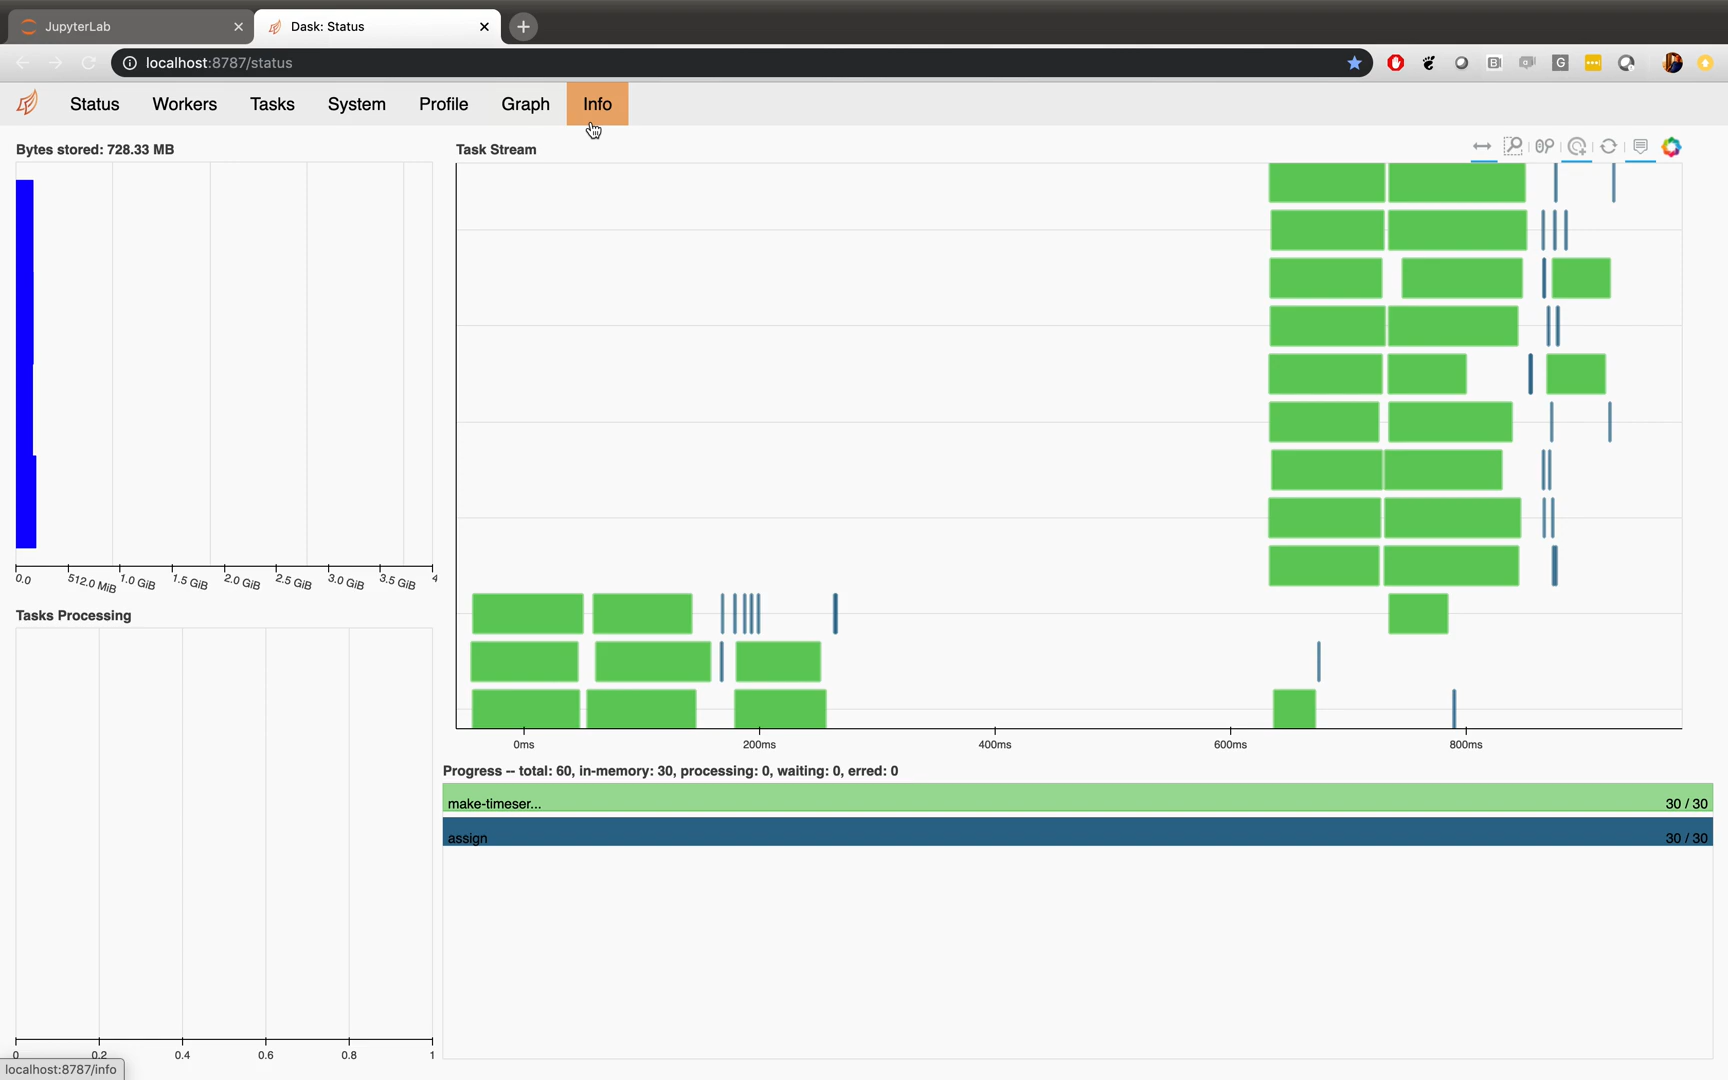 JupyterLab
Dask: Status
localhost:8787/status
Status Workers Tasks System Profile Graph Info
Bytes stored: 728.33 MB
Task Stream
0.0 512.0 MiB 1.0 GiB 1.5 GiB 2.0 GiB 2.5 GiB 3.0 GiB 3.5 GiB 4
Tasks Processing
0ms 200ms 400ms 600ms 800ms
Progress -- total: 60, in-memory: 30, processing: 0, waiting: 0, erred: 0
make-timeser... 30 / 30
assign 30 / 30
0 0.2 0.4 0.6 0.8 1
localhost:8787/info